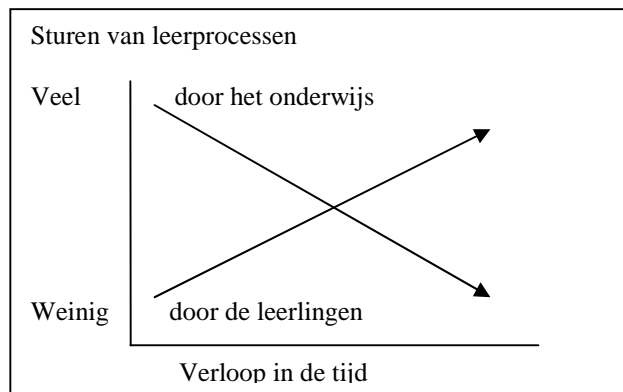 Sturen van leerprocessen
Veel door het onderwijs
Weinig door de leerlingen
Verloop in de tijd